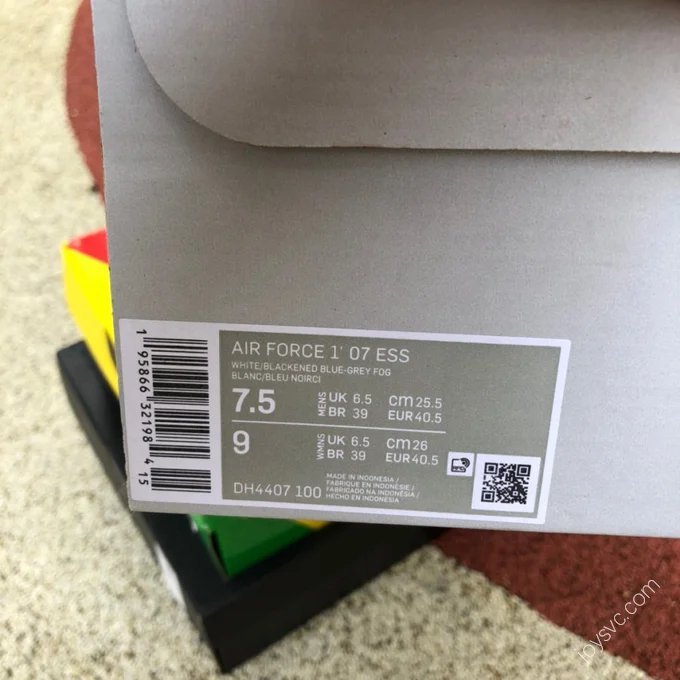 1 95866 32198 4 15
AIR FORCE 1' 07 ESS
WHITE/BLACKENED BLUE-GREY FOG
BLANC/BLEU NOIRCI
7.5 MENS UK 6.5 cm 25.5
BR 39 EUR 40.5
9 WMNS UK 6.5 cm 26
BR 39 EUR 40.5
DH4407 100
MADE IN INDONESIA /
FABRIQUE EN INDONÉSIE /
FABRICADO NA INDONÉSIA /
HECHO EN INDONESIA
toysvc.com